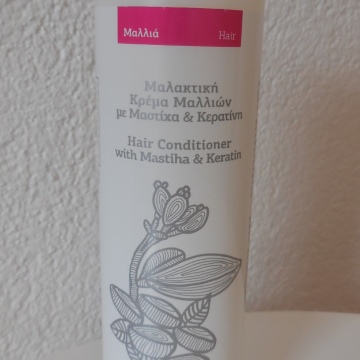 Μαλλιά Hair
Μαλακτική
Κρέμα Μαλλιών
με Μαστίχα & Κερατίνη
Hair Conditioner
with Mastiha & Keratin